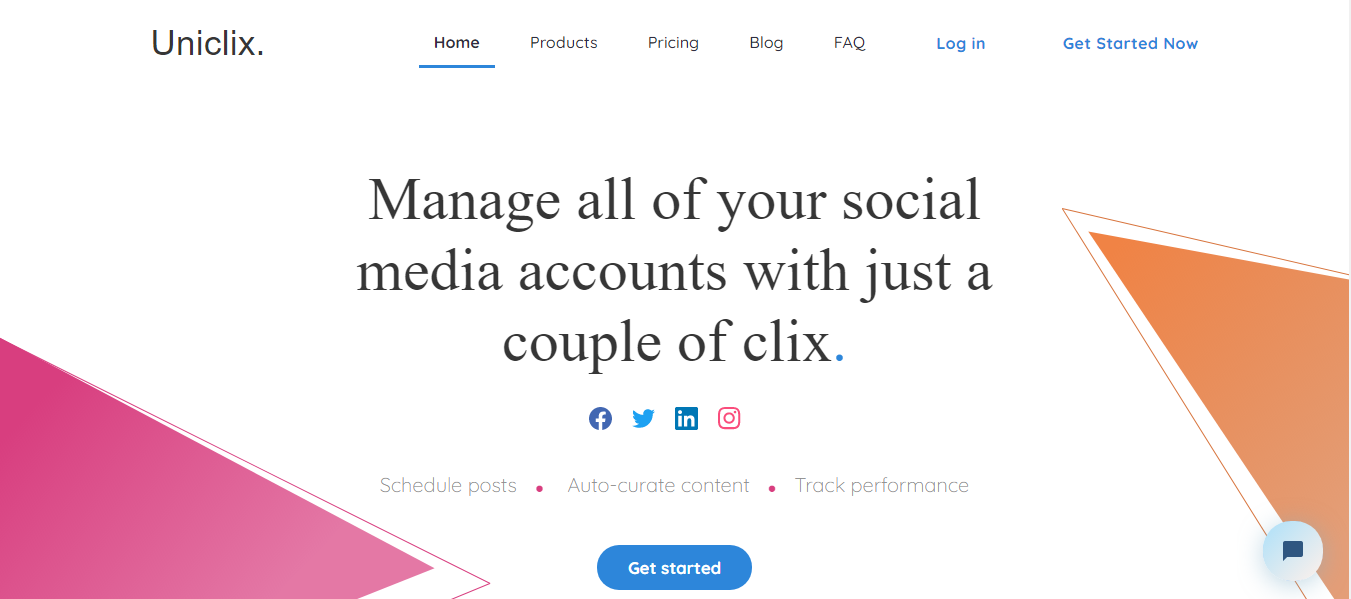 Uniclix.
Home Products Pricing Blog FAQ Log in Get Started Now
Manage all of your social
media accounts with just a
couple of clix.
Schedule posts • Auto-curate content • Track performance
Get started